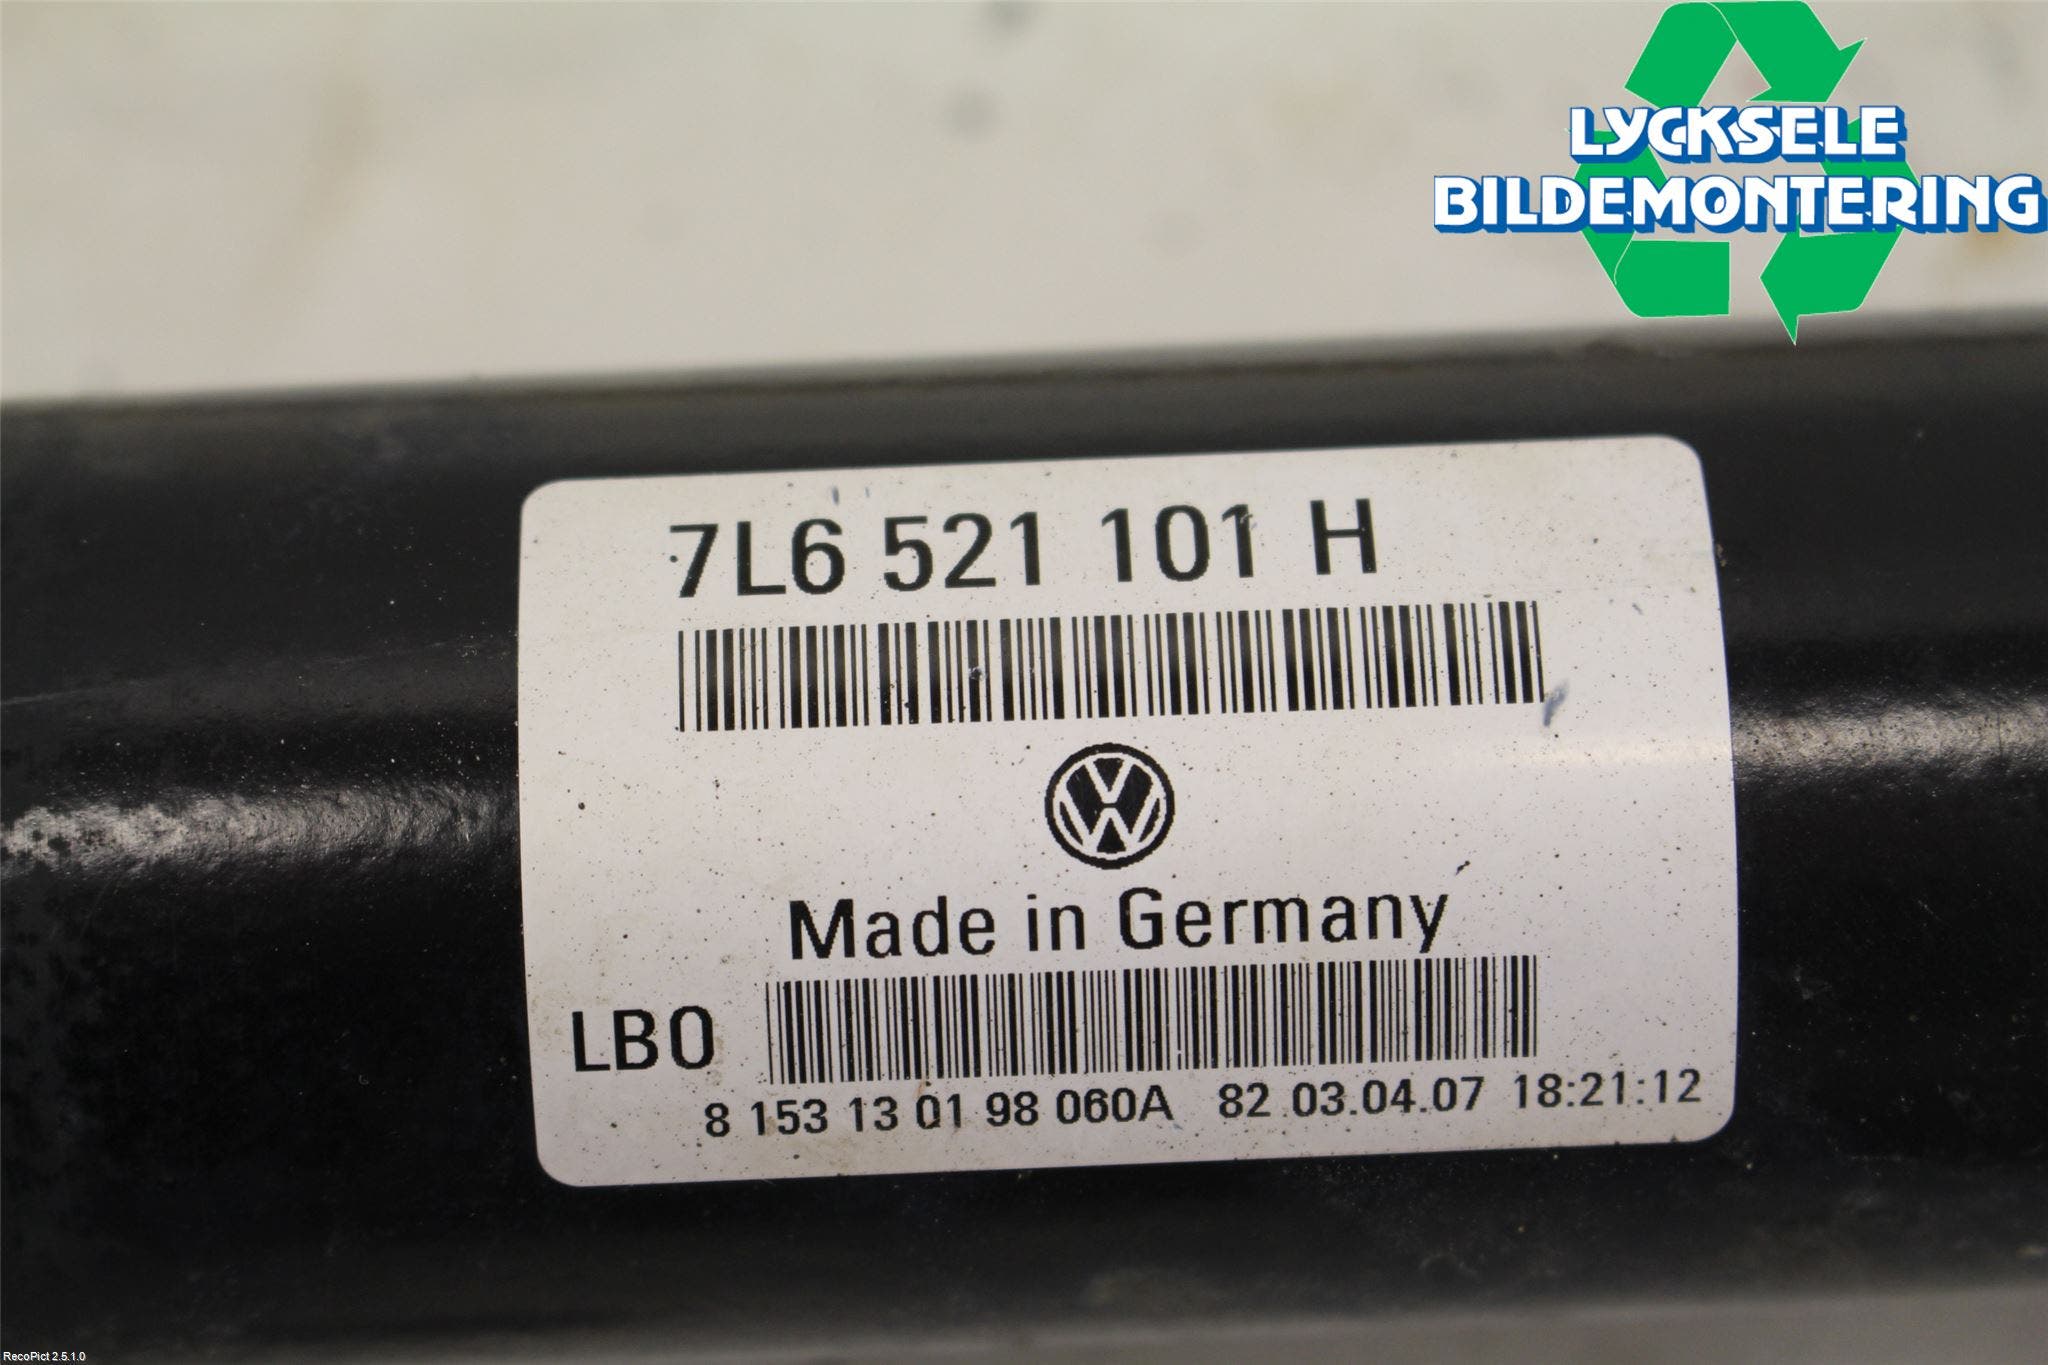 LYCKSELE
BILDEMONTERING
7L6 521 101 H
Made in Germany
LB0
8 153 13 01 98 060A 82 03.04.07 18:21:12
RecoPict 2.5.1.0